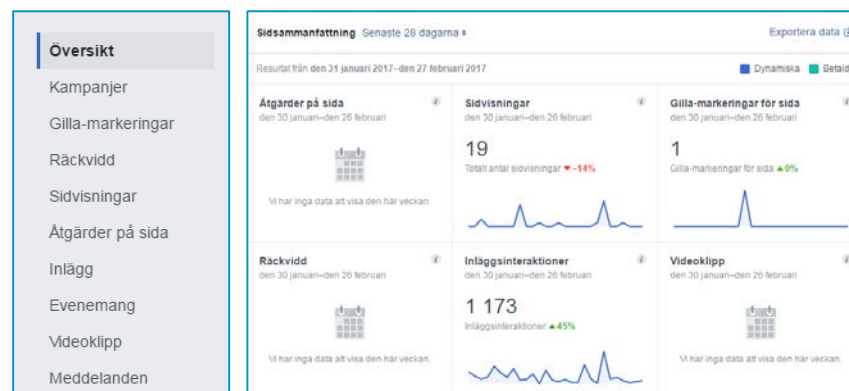 Översikt
Kampanjer
Gilla-markeringar
Räckvidd
Sidvisningar
Åtgärder på sida
Inlägg
Evenemang
Videoklipp
Meddelanden
Sidsammanfattning Senaste 28 dagarna
Exportera data
Resultat från den 31 januari 2017–den 27 februari 2017
Dynamiska Betald
Åtgärder på sida
den 30 januari–den 26 februari
Vi har inga data att visa den här veckan.
Sidvisningar
den 30 januari–den 26 februari
19
Totalt antal sidvisningar ▼-14%
Gilla-markeringar för sida
den 30 januari–den 26 februari
1
Gilla-markeringar för sida ▲0%
Räckvidd
den 30 januari–den 26 februari
Vi har inga data att visa den här veckan.
Inläggsinteraktioner
den 30 januari–den 26 februari
1 173
Inläggsinteraktioner ▲45%
Videoklipp
den 30 januari–den 26 februari
Vi har inga data att visa den här veckan.